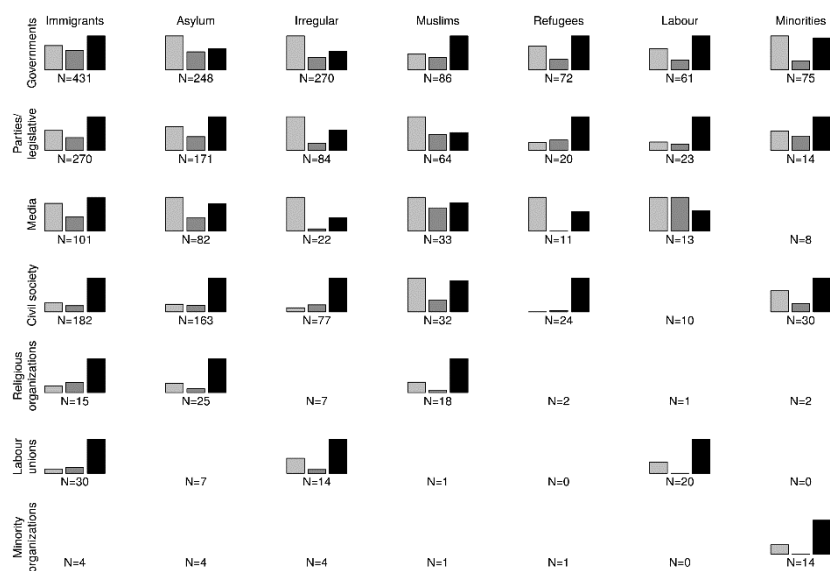 Immigrants Asylum Irregular Muslims Refugees Labour Minorities
Governments
N=431 N=248 N=270 N=86 N=72 N=61 N=75
Parties/
legislative
N=270 N=171 N=84 N=64 N=20 N=23 N=14
Media
N=101 N=82 N=22 N=33 N=11 N=13 N=8
Civil society
N=182 N=163 N=77 N=32 N=24 N=10 N=30
Religious
organizations
N=15 N=25 N=7 N=18 N=2 N=1 N=2
Labour
unions
N=30 N=7 N=14 N=1 N=0 N=20 N=0
Minority
organizations
N=4 N=4 N=4 N=1 N=1 N=0 N=14